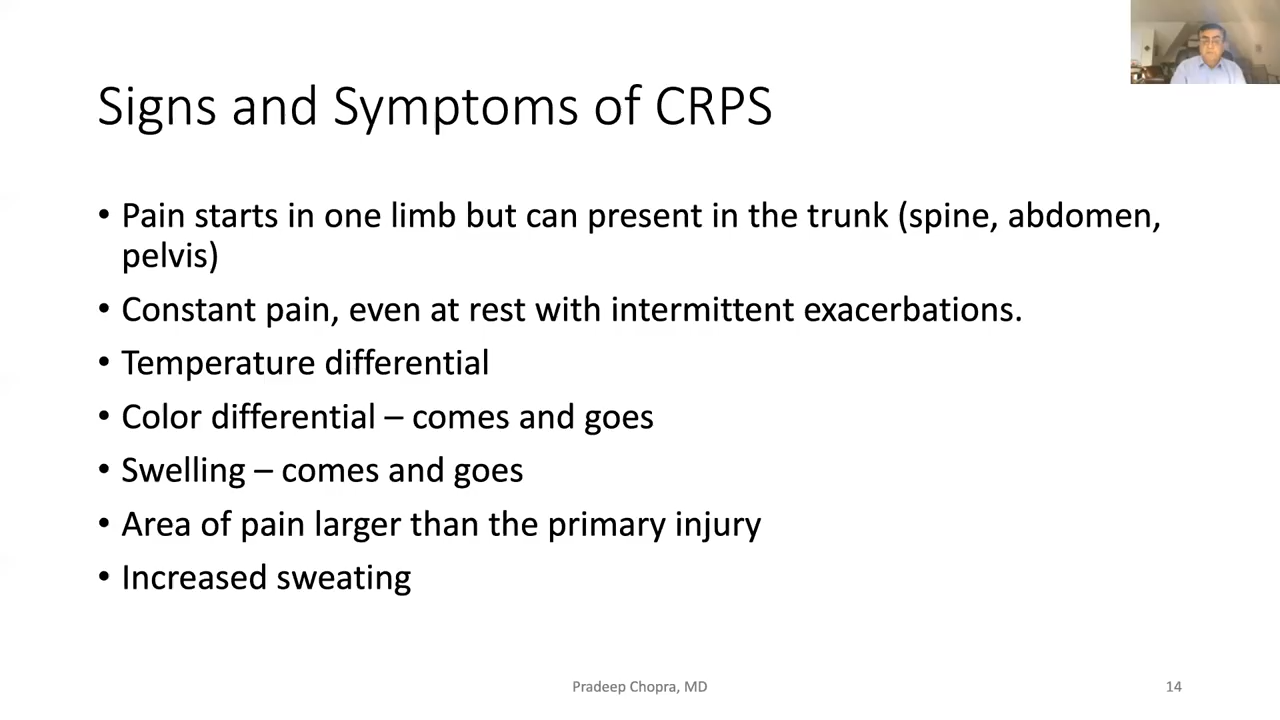 Signs and Symptoms of CRPS
• Pain starts in one limb but can present in the trunk (spine, abdomen,
pelvis)
• Constant pain, even at rest with intermittent exacerbations.
• Temperature differential
• Color differential – comes and goes
• Swelling – comes and goes
• Area of pain larger than the primary injury
• Increased sweating
Pradeep Chopra, MD
14